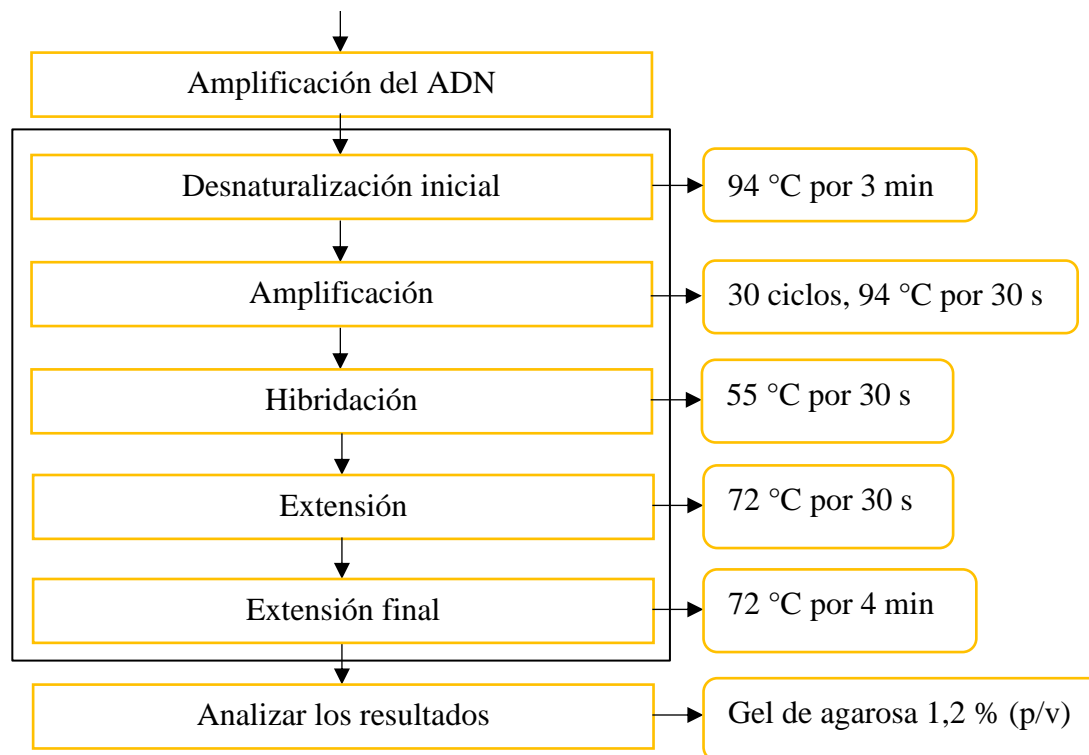 Amplificación del ADN
Desnaturalización inicial
94 °C por 3 min
Amplificación
30 ciclos, 94 °C por 30 s
Hibridación
55 °C por 30 s
Extensión
72 °C por 30 s
Extensión final
72 °C por 4 min
Analizar los resultados
Gel de agarosa 1,2 % (p/v)